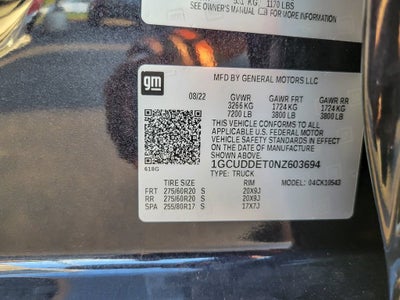 1170 LBS
SEE OWNER'S MANUAL FOR MORE INFORMATION
gm
MFD BY GENERAL MOTORS LLC
08/22 GVWR GAWR FRT GAWR RR
3266 KG 1724 KG 1724 KG
7200 LB 3800 LB 3800 LB
THIS VEHICLE CONFORMS TO ALL
APPLICABLE U.S. FEDERAL MOTOR
VEHICLE SAFETY STANDARDS IN EFFECT ON
THE DATE OF MANUFACTURE SHOWN ABOVE.
1GCUDDET0NZ603694
618G
TYPE: TRUCK
TIRE SIZE RIM MODEL: 04CK10543
FRT 275/60R20 S 20X9J
RR 275/60R20 S 20X9J
SPA 255/80R17 S 17X7J